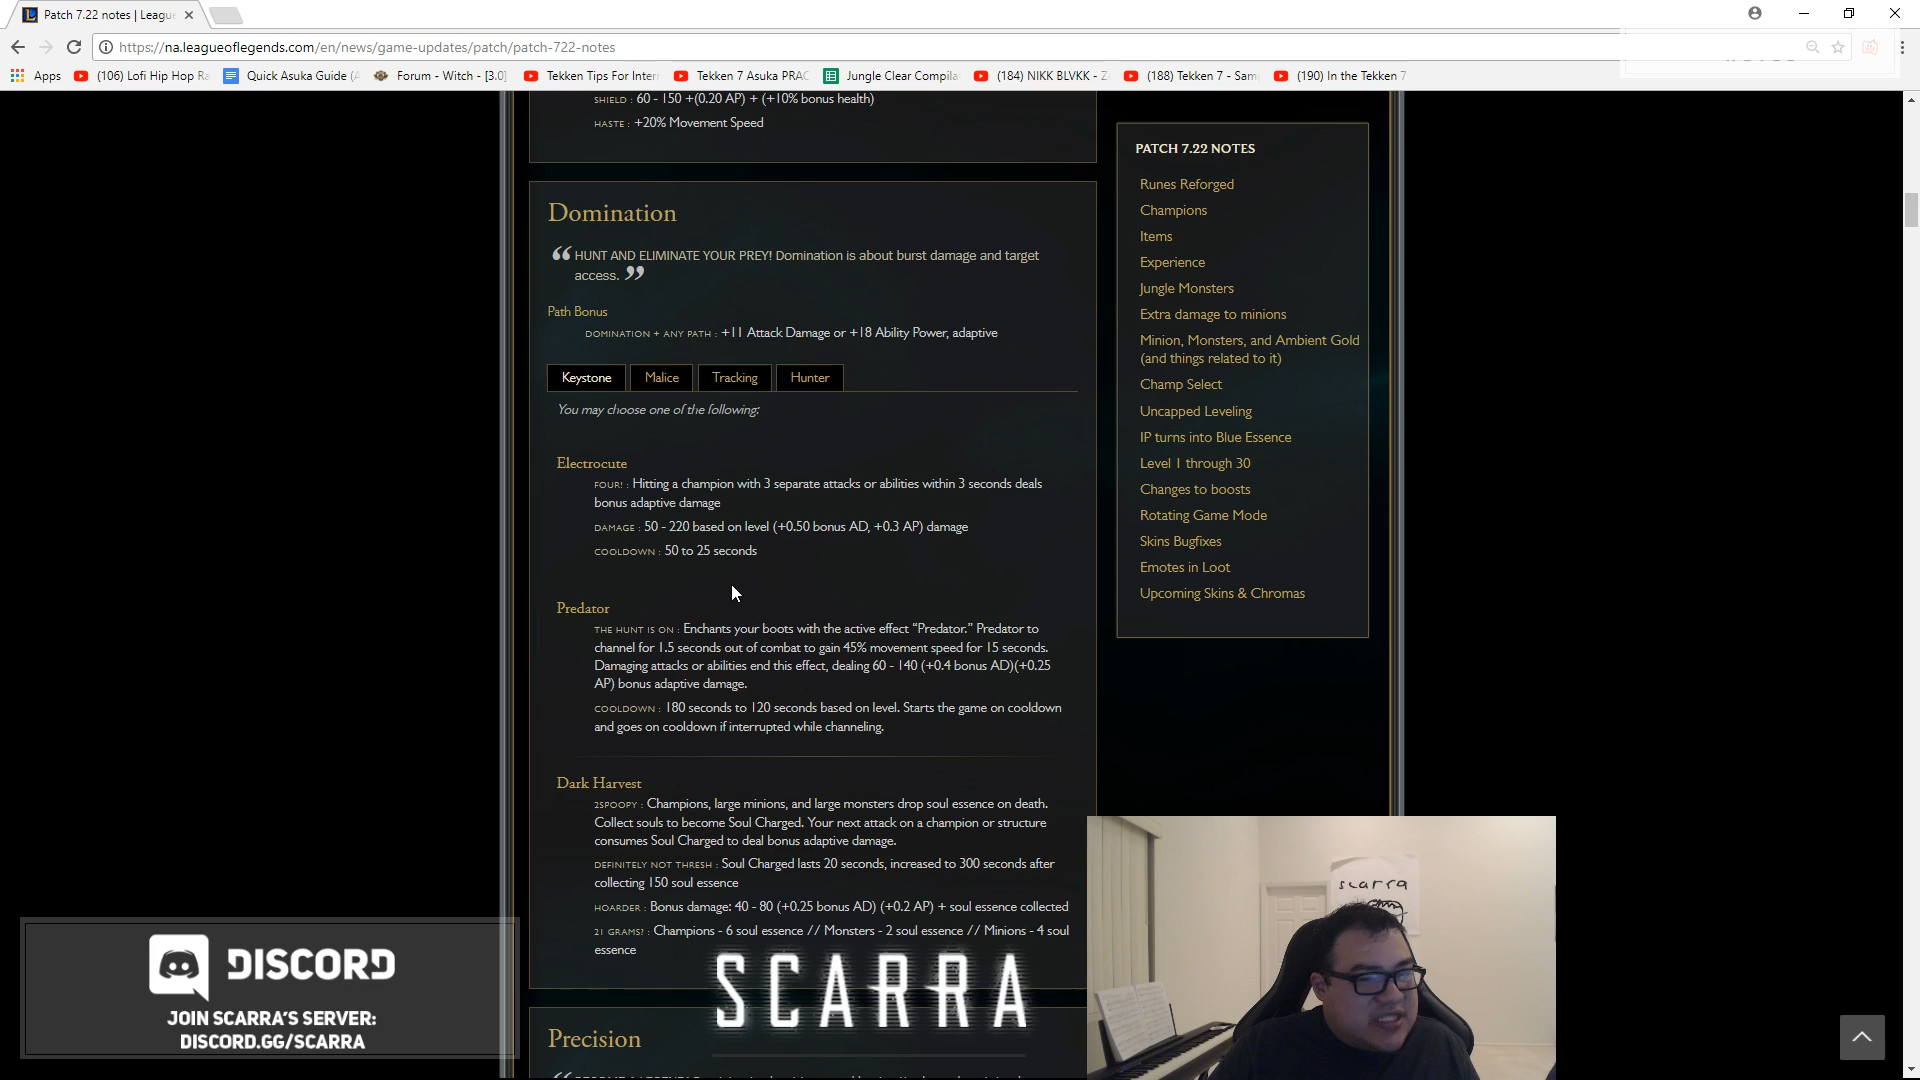 Patch 7.22 notes | Leagu
https://na.leagueoflegends.com/en/news/game-updates/patch/patch-722-notes
Apps (106) Lofi Hip Hop Ra Quick Asuka Guide (A Forum - Witch - [3.0] Tekken Tips For Inter Tekken 7 Asuka PRAC Jungle Clear Compila (184) NIKK BLVKK - Z (188) Tekken 7 - Sam (190) In the Tekken 7
SHIELD : 60 - 150 +(0.20 AP) + (+10% bonus health)
HASTE : +20% Movement Speed
Domination
“ HUNT AND ELIMINATE YOUR PREY! Domination is about burst damage and target
access. ”
Path Bonus
DOMINATION + ANY PATH : +11 Attack Damage or +18 Ability Power, adaptive
Keystone Malice Tracking Hunter
You may choose one of the following:
Electrocute
FOUR! : Hitting a champion with 3 separate attacks or abilities within 3 seconds deals
bonus adaptive damage
DAMAGE : 50 - 220 based on level (+0.50 bonus AD, +0.3 AP) damage
COOLDOWN : 50 to 25 seconds
Predator
THE HUNT IS ON : Enchants your boots with the active effect “Predator.” Predator to
channel for 1.5 seconds out of combat to gain 45% movement speed for 15 seconds.
Damaging attacks or abilities end this effect, dealing 60 - 140 (+0.4 bonus AD)(+0.25
AP) bonus adaptive damage.
COOLDOWN : 180 seconds to 120 seconds based on level. Starts the game on cooldown
and goes on cooldown if interrupted while channeling.
Dark Harvest
2SPOOPY : Champions, large minions, and large monsters drop soul essence on death.
Collect souls to become Soul Charged. Your next attack on a champion or structure
consumes Soul Charged to deal bonus adaptive damage.
DEFINITELY NOT THRESH : Soul Charged lasts 20 seconds, increased to 300 seconds after
collecting 150 soul essence
HOARDER : Bonus damage: 40 - 80 (+0.25 bonus AD) (+0.2 AP) + soul essence collected
21 GRAMS? : Champions - 6 soul essence // Monsters - 2 soul essence // Minions - 4 soul
essence
Precision
PATCH 7.22 NOTES
Runes Reforged
Champions
Items
Experience
Jungle Monsters
Extra damage to minions
Minion, Monsters, and Ambient Gold
(and things related to it)
Champ Select
Uncapped Leveling
IP turns into Blue Essence
Level 1 through 30
Changes to boosts
Rotating Game Mode
Skins Bugfixes
Emotes in Loot
Upcoming Skins & Chromas
DISCORD
JOIN SCARRA'S SERVER:
DISCORD.GG/SCARRA
SCARRA
scarra